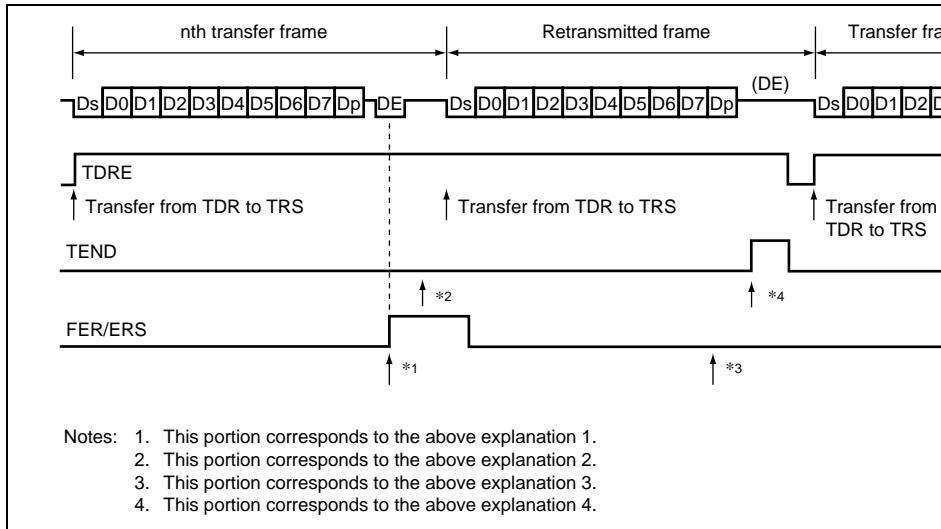 nth transfer frame Retransmitted frame Transfer fra
(DE)
Ds D0 D1 D2 D3 D4 D5 D6 D7 Dp DE Ds D0 D1 D2 D3 D4 D5 D6 D7 Dp Ds D0 D1 D2 D
TDRE
Transfer from TDR to TRS Transfer from TDR to TRS Transfer from
TDR to TRS
TEND
*2 *4
FER/ERS
*1 *3
Notes: 1. This portion corresponds to the above explanation 1.
2. This portion corresponds to the above explanation 2.
3. This portion corresponds to the above explanation 3.
4. This portion corresponds to the above explanation 4.